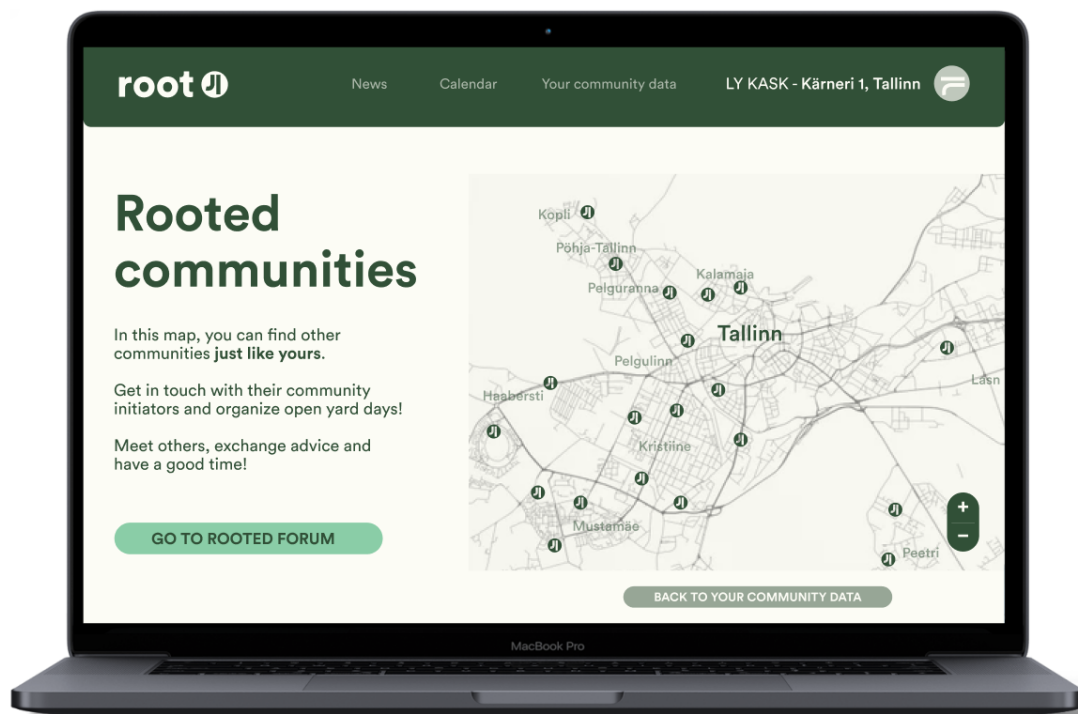 root
News
Calendar
Your community data
LY KASK - Kärneri 1, Tallinn
Rooted
communities
In this map, you can find other
communities just like yours.
Get in touch with their community
initiators and organize open yard days!
Meet others, exchange advice and
have a good time!
GO TO ROOTED FORUM
Kopli
Põhja-Tallinn
Kalamaja
Pelguranna
Tallinn
Pelgulinn
Haabersti
Lasn
Kristiine
Mustamäe
Peetri
+
−
BACK TO YOUR COMMUNITY DATA
MacBook Pro